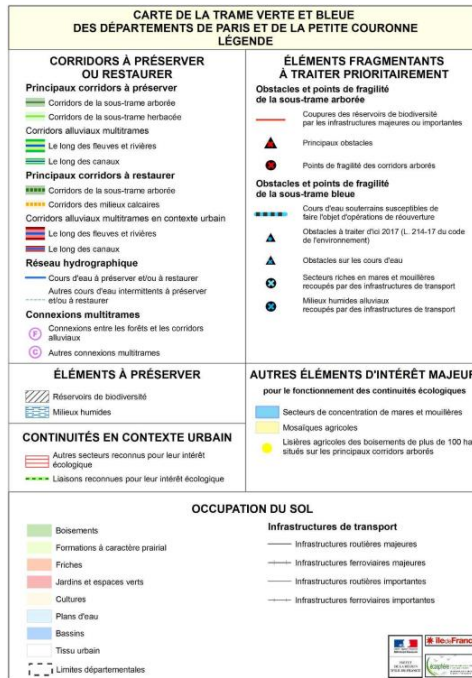 CARTE DE LA TRAME VERTE ET BLEUE
DES DÉPARTEMENTS DE PARIS ET DE LA PETITE COURONNE
LÉGENDE
CORRIDORS À PRÉSERVER
OU RESTAURER
Principaux corridors à préserver
Corridors de la sous-trame arborée
Corridors de la sous-trame herbacée
Corridors alluviaux multitrames
Le long des fleuves et rivières
Le long des canaux
Principaux corridors à restaurer
Corridors de la sous-trame arborée
Corridors des milieux calcaires
Corridors alluviaux multitrames en contexte urbain
Le long des fleuves et rivières
Le long des canaux
Réseau hydrographique
Cours d'eau à préserver et/ou à restaurer
Autres cours d'eau intermittents à préserver
et/ou à restaurer
Connexions multitrames
F Connexions entre les forêts et les corridors
alluviaux
C Autres connexions multitrames
ÉLÉMENTS FRAGMENTANTS
À TRAITER PRIORITAIREMENT
Obstacles et points de fragilité
de la sous-trame arborée
Coupures des réservoirs de biodiversité
par les infrastructures majeures ou importantes
Principaux obstacles
Points de fragilité des corridors arborés
Obstacles et points de fragilité
de la sous-trame bleue
Cours d'eau souterrains susceptibles de
faire l'objet d'opérations de réouverture
Obstacles à traiter d'ici 2017 (L. 214-17 du code
de l'environnement)
Obstacles sur les cours d'eau
Secteurs riches en mares et mouillères
recoupés par des infrastructures de transport
Milieux humides alluviaux
recoupés par des infrastructures de transport
ÉLÉMENTS À PRÉSERVER
Réservoirs de biodiversité
Milieux humides
CONTINUITÉS EN CONTEXTE URBAIN
Autres secteurs reconnus pour leur intérêt
écologique
Liaisons reconnues pour leur intérêt écologique
AUTRES ÉLÉMENTS D'INTÉRÊT MAJEUR
pour le fonctionnement des continuités écologiques
Secteurs de concentration de mares et mouillères
Mosaïques agricoles
Lisières agricoles des boisements de plus de 100 ha
situés sur les principaux corridors arborés
OCCUPATION DU SOL
Boisements
Formations à caractère prairial
Friches
Jardins et espaces verts
Cultures
Plans d'eau
Bassins
Tissu urbain
Limites départementales
Infrastructures de transport
Infrastructures routières majeures
Infrastructures ferroviaires majeures
Infrastructures routières importantes
Infrastructures ferroviaires importantes
île de France